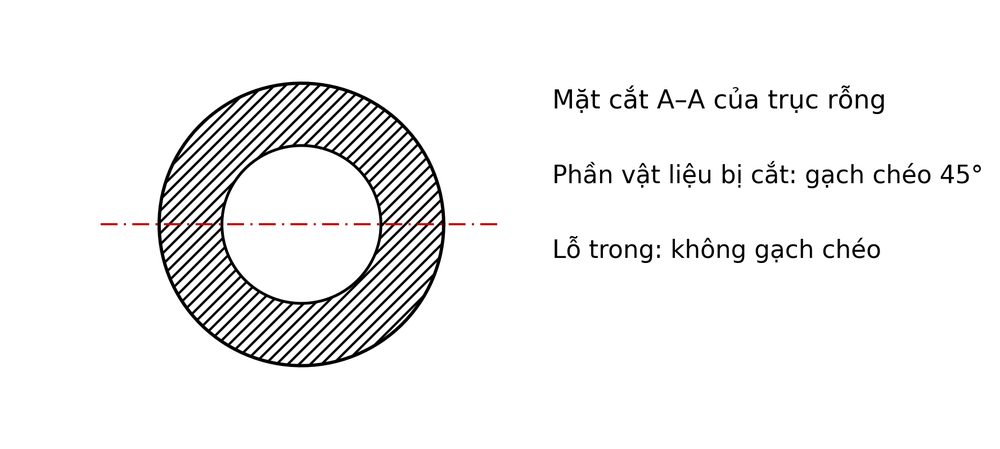 Mặt cắt A–A của trục rỗng
Phần vật liệu bị cắt: gạch chéo 45°
Lỗ trong: không gạch chéo